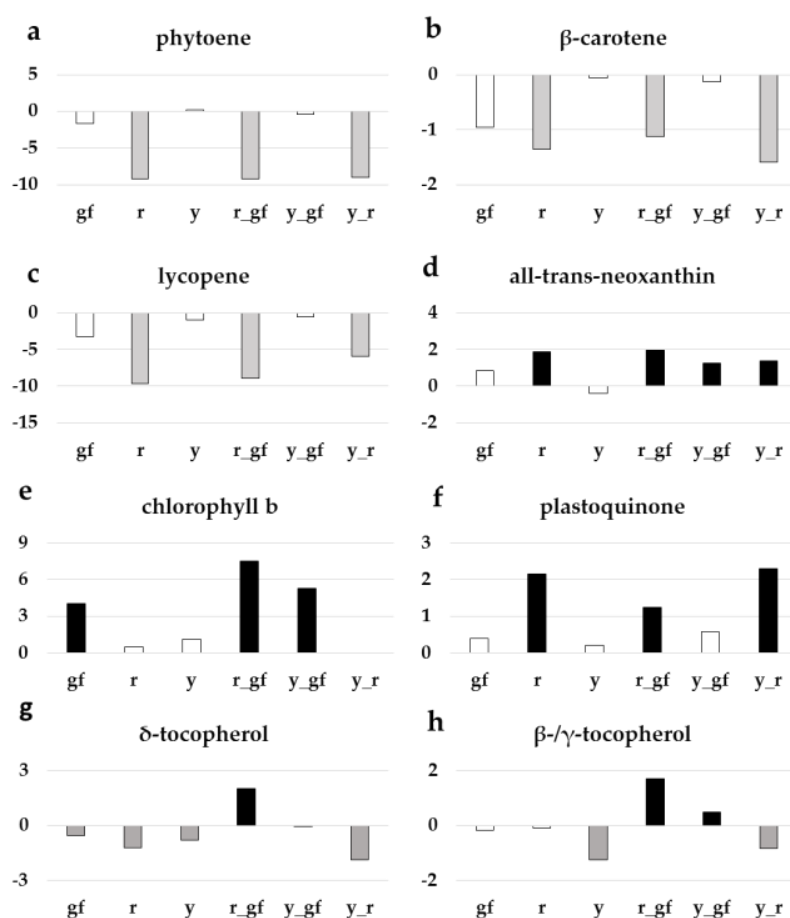 a phytoene
5
0
-5
-10
gf r y r_gf y_gf y_r
b β-carotene
0
-1
-2
gf r y r_gf y_gf y_r
c lycopene
0
-5
-10
-15
gf r y r_gf y_gf y_r
d all-trans-neoxanthin
4
2
0
-2
gf r y r_gf y_gf y_r
e chlorophyll b
9
6
3
0
gf r y r_gf y_gf y_r
f plastoquinone
3
2
1
0
gf r y r_gf y_gf y_r
g δ-tocopherol
3
0
-3
gf r y r_gf y_gf y_r
h β-/γ-tocopherol
2
0
-2
gf r y r_gf y_gf y_r